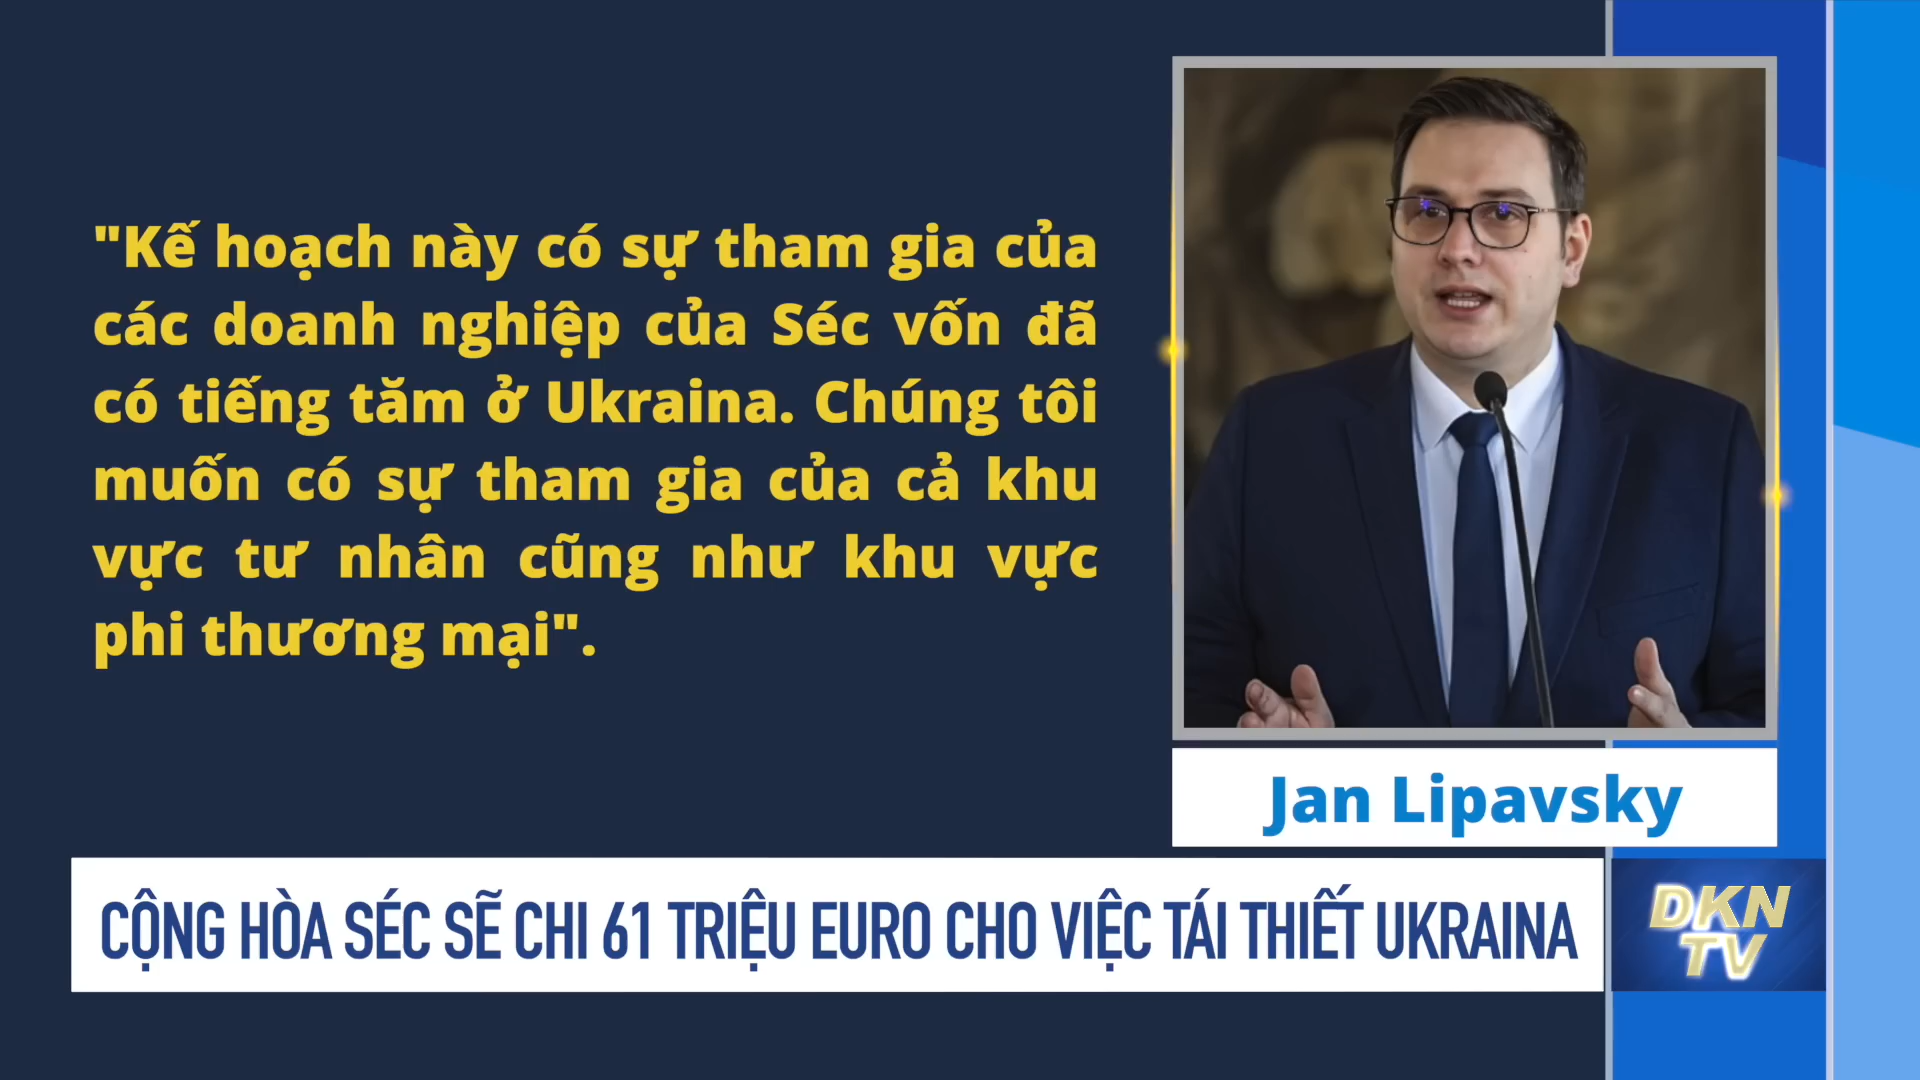 "Kế hoạch này có sự tham gia của
các doanh nghiệp của Séc vốn đã
có tiếng tăm ở Ukraina. Chúng tôi
muốn có sự tham gia của cả khu
vực tư nhân cũng như khu vực
phi thương mại".
Jan Lipavsky
CỘNG HÒA SÉC SẼ CHI 61 TRIỆU EURO CHO VIỆC TÁI THIẾT UKRAINA
DKN
TV